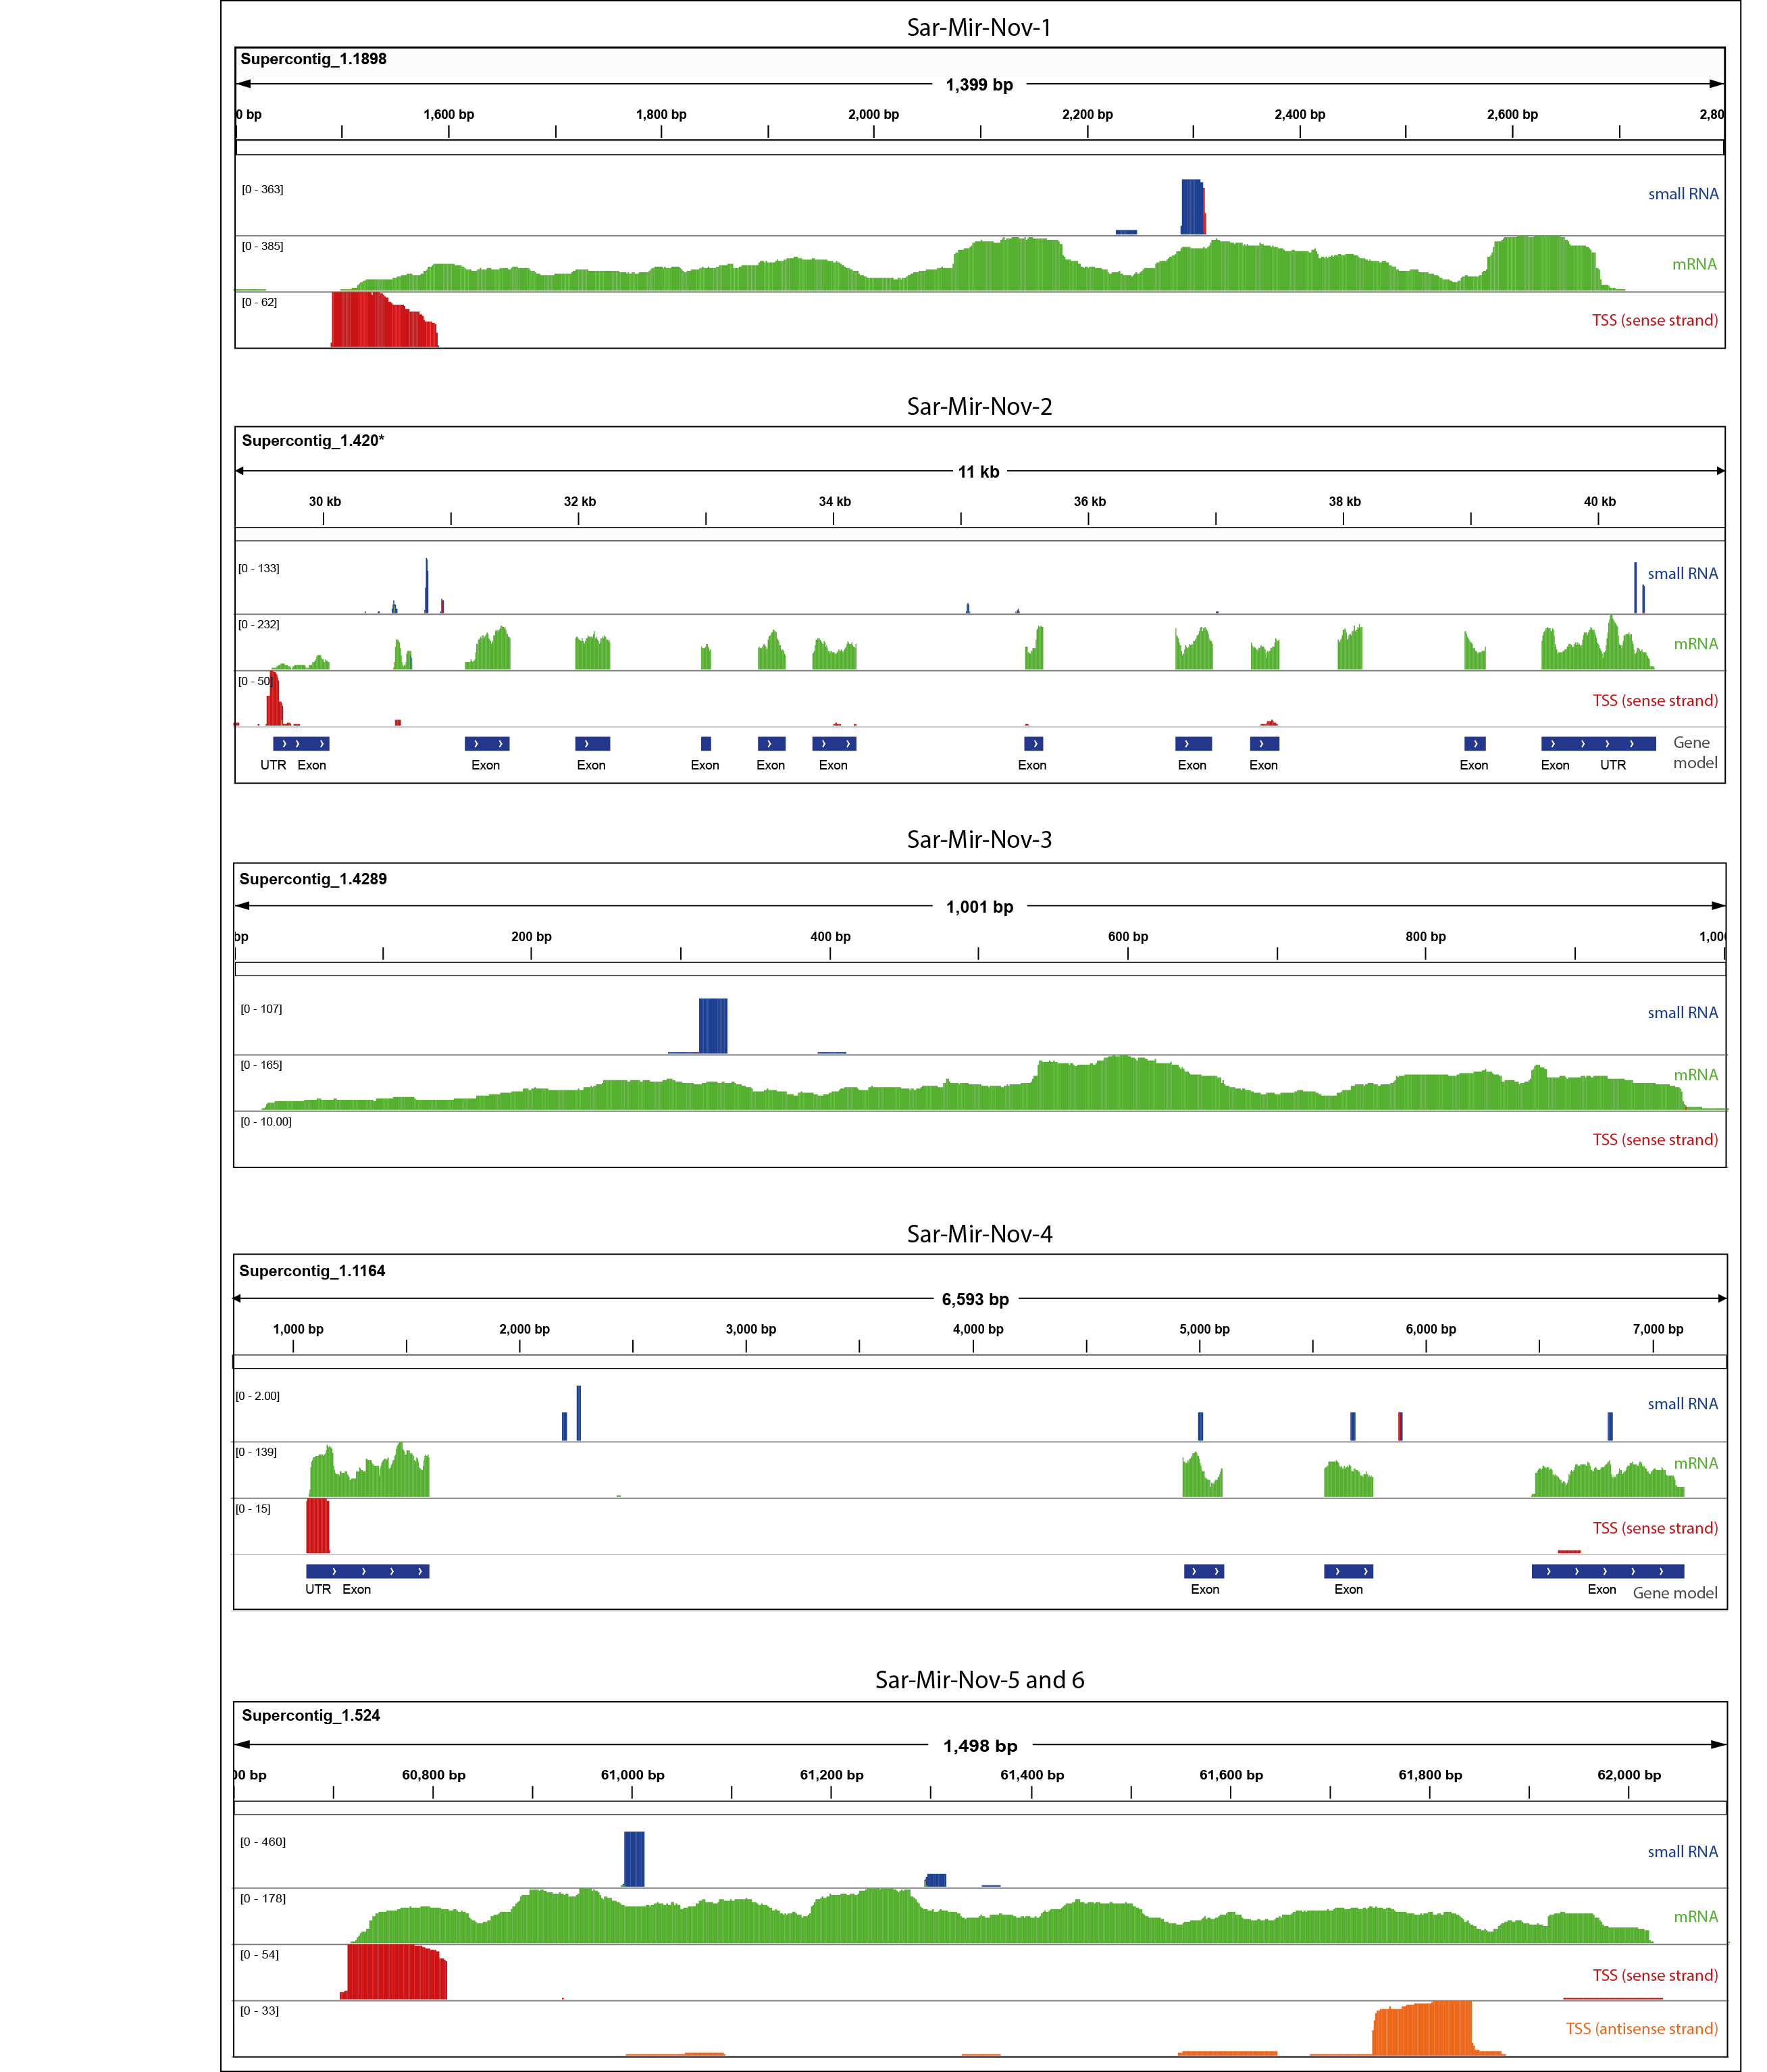 Sar-Mir-Nov-1
Supercontig_1.1898
1,399 bp
0 bp 1,600 bp 1,800 bp 2,000 bp 2,200 bp 2,400 bp 2,600 bp 2,80
[0 - 363] small RNA
[0 - 385] mRNA
[0 - 62] TSS (sense strand)
Sar-Mir-Nov-2
Supercontig_1.420*
11 kb
30 kb 32 kb 34 kb 36 kb 38 kb 40 kb
[0 - 133] small RNA
[0 - 232] mRNA
[0 - 50] TSS (sense strand)
Gene
UTR Exon Exon Exon Exon Exon Exon Exon Exon Exon Exon Exon UTR model
Sar-Mir-Nov-3
Supercontig_1.4289
1,001 bp
bp 200 bp 400 bp 600 bp 800 bp 1,00
[0 - 107] small RNA
[0 - 165] mRNA
[0 - 10.00] TSS (sense strand)
Sar-Mir-Nov-4
Supercontig_1.1164
6,593 bp
1,000 bp 2,000 bp 3,000 bp 4,000 bp 5,000 bp 6,000 bp 7,000 bp
[0 - 2.00] small RNA
[0 - 139] mRNA
[0 - 15] TSS (sense strand)
UTR Exon Exon Exon Exon Gene model
Sar-Mir-Nov-5 and 6
Supercontig_1.524
1,498 bp
00 bp 60,800 bp 61,000 bp 61,200 bp 61,400 bp 61,600 bp 61,800 bp 62,000 bp
[0 - 460] small RNA
[0 - 178] mRNA
[0 - 54] TSS (sense strand)
[0 - 33] TSS (antisense strand)